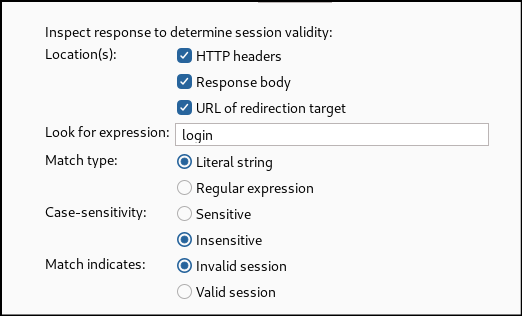 Inspect response to determine session validity:
Location(s): HTTP headers
Response body
URL of redirection target
Look for expression: login
Match type: Literal string
Regular expression
Case-sensitivity: Sensitive
Insensitive
Match indicates: Invalid session
Valid session